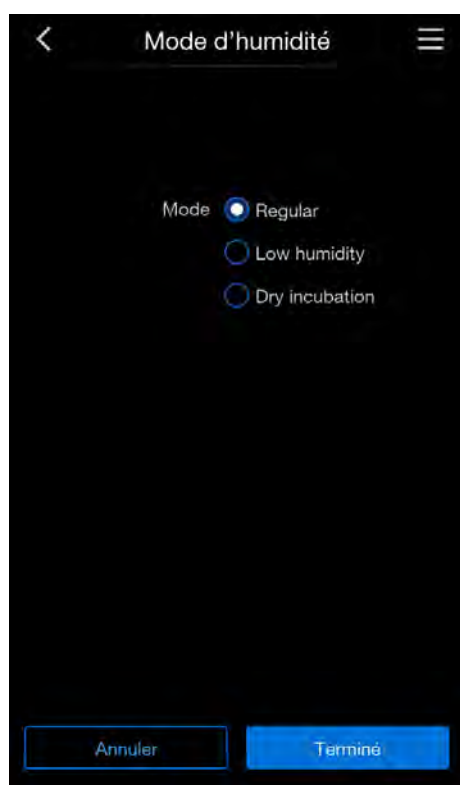 Mode d'humidité
Mode Regular
Low humidity
Dry incubation
Annuler Terminé